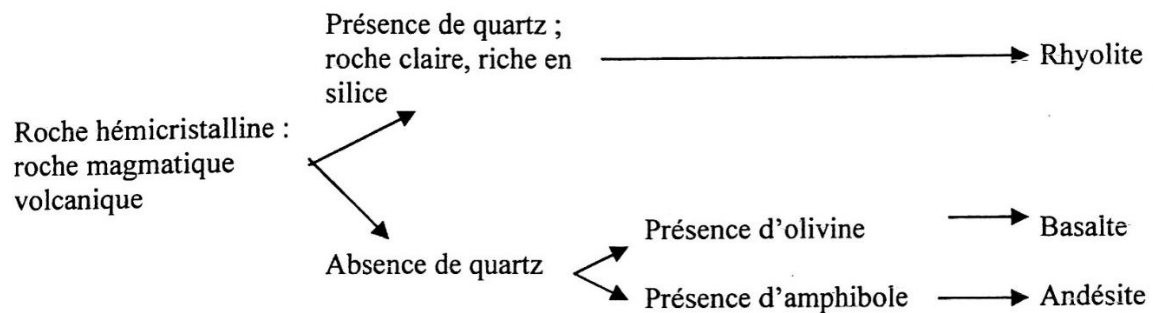 Présence de quartz ;
roche claire, riche en
silice
Rhyolite
Roche hémicristalline :
roche magmatique
volcanique
Présence d'olivine
Basalte
Absence de quartz
Présence d'amphibole
Andésite